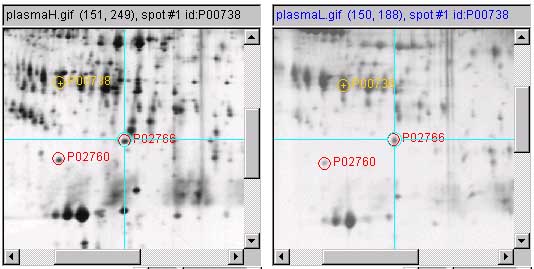 plasmaH.gif (151, 249), spot #1 id:P00738
P00738
P02766
P02760
plasmaL.gif (150, 188), spot #1 id:P00738
P00738
P02766
P02760